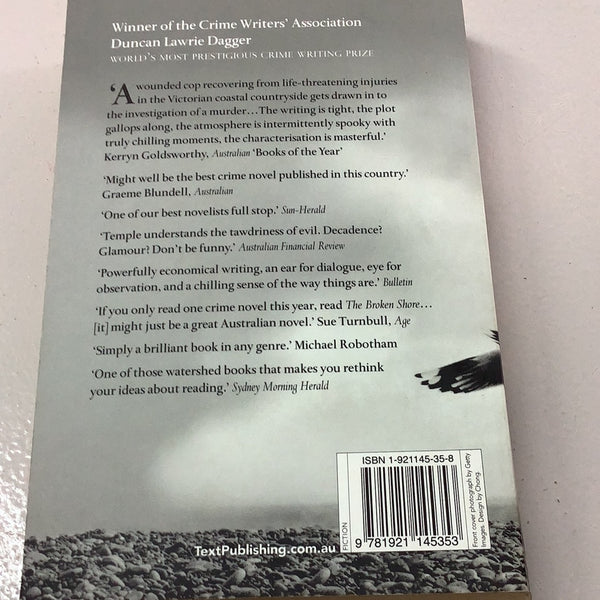 Winner of the Crime Writers' Association
Duncan Lawrie Dagger
WORLD'S MOST PRESTIGIOUS CRIME WRITING PRIZE
'A wounded cop recovering from life-threatening injuries
in the Victorian coastal countryside gets drawn in to
the investigation of a murder…The writing is tight, the plot
gallops along, the atmosphere is intermittently spooky with
truly chilling moments, the characterisation is masterful.'
Kerryn Goldsworthy, Australian 'Books of the Year'
'Might well be the best crime novel published in this country.'
Graeme Blundell, Australian
'One of our best novelists full stop.' Sun-Herald
'Temple understands the tawdriness of evil. Decadence?
Glamour? Don't be funny.' Australian Financial Review
'Powerfully economical writing, an ear for dialogue, eye for
observation, and a chilling sense of the way things are.' Bulletin
'If you only read one crime novel this year, read The Broken Shore…
[it] might just be a great Australian novel.' Sue Turnbull, Age
'Simply a brilliant book in any genre.' Michael Robotham
'One of those watershed books that makes you rethink
your ideas about reading.' Sydney Morning Herald
ISBN 1-921145-35-8
9 781921 145353
FICTION
Front cover photograph by Getty
Images. Design by Chong.
TextPublishing.com.au